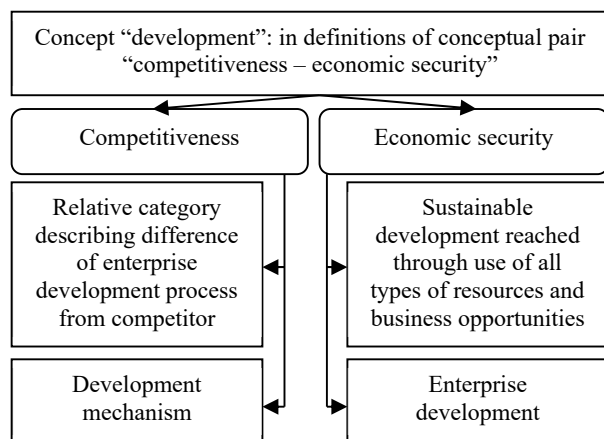 Concept “development”: in definitions of conceptual pair
“competitiveness – economic security”
Competitiveness
Economic security
Relative category
describing difference
of enterprise
development process
from competitor
Sustainable
development reached
through use of all
types of resources and
business opportunities
Development
mechanism
Enterprise
development